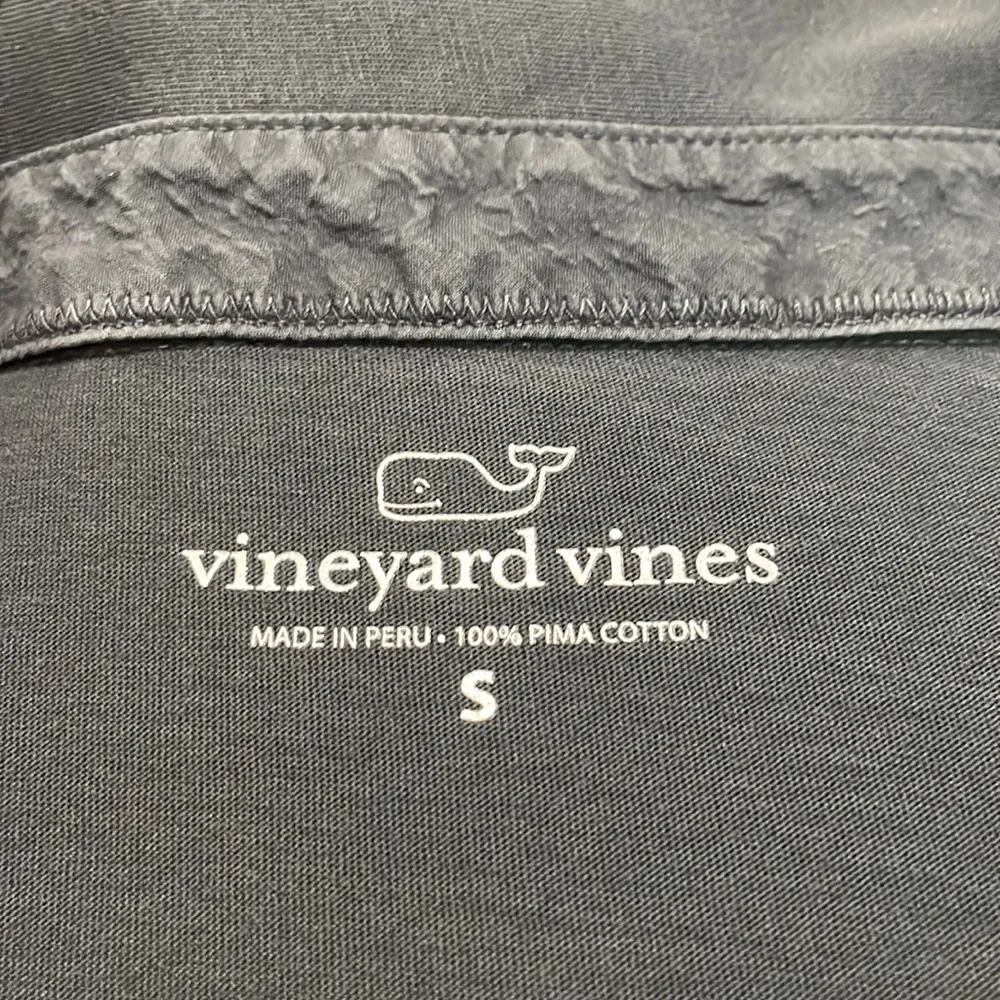 vineyard vines
MADE IN PERU • 100% PIMA COTTON
S